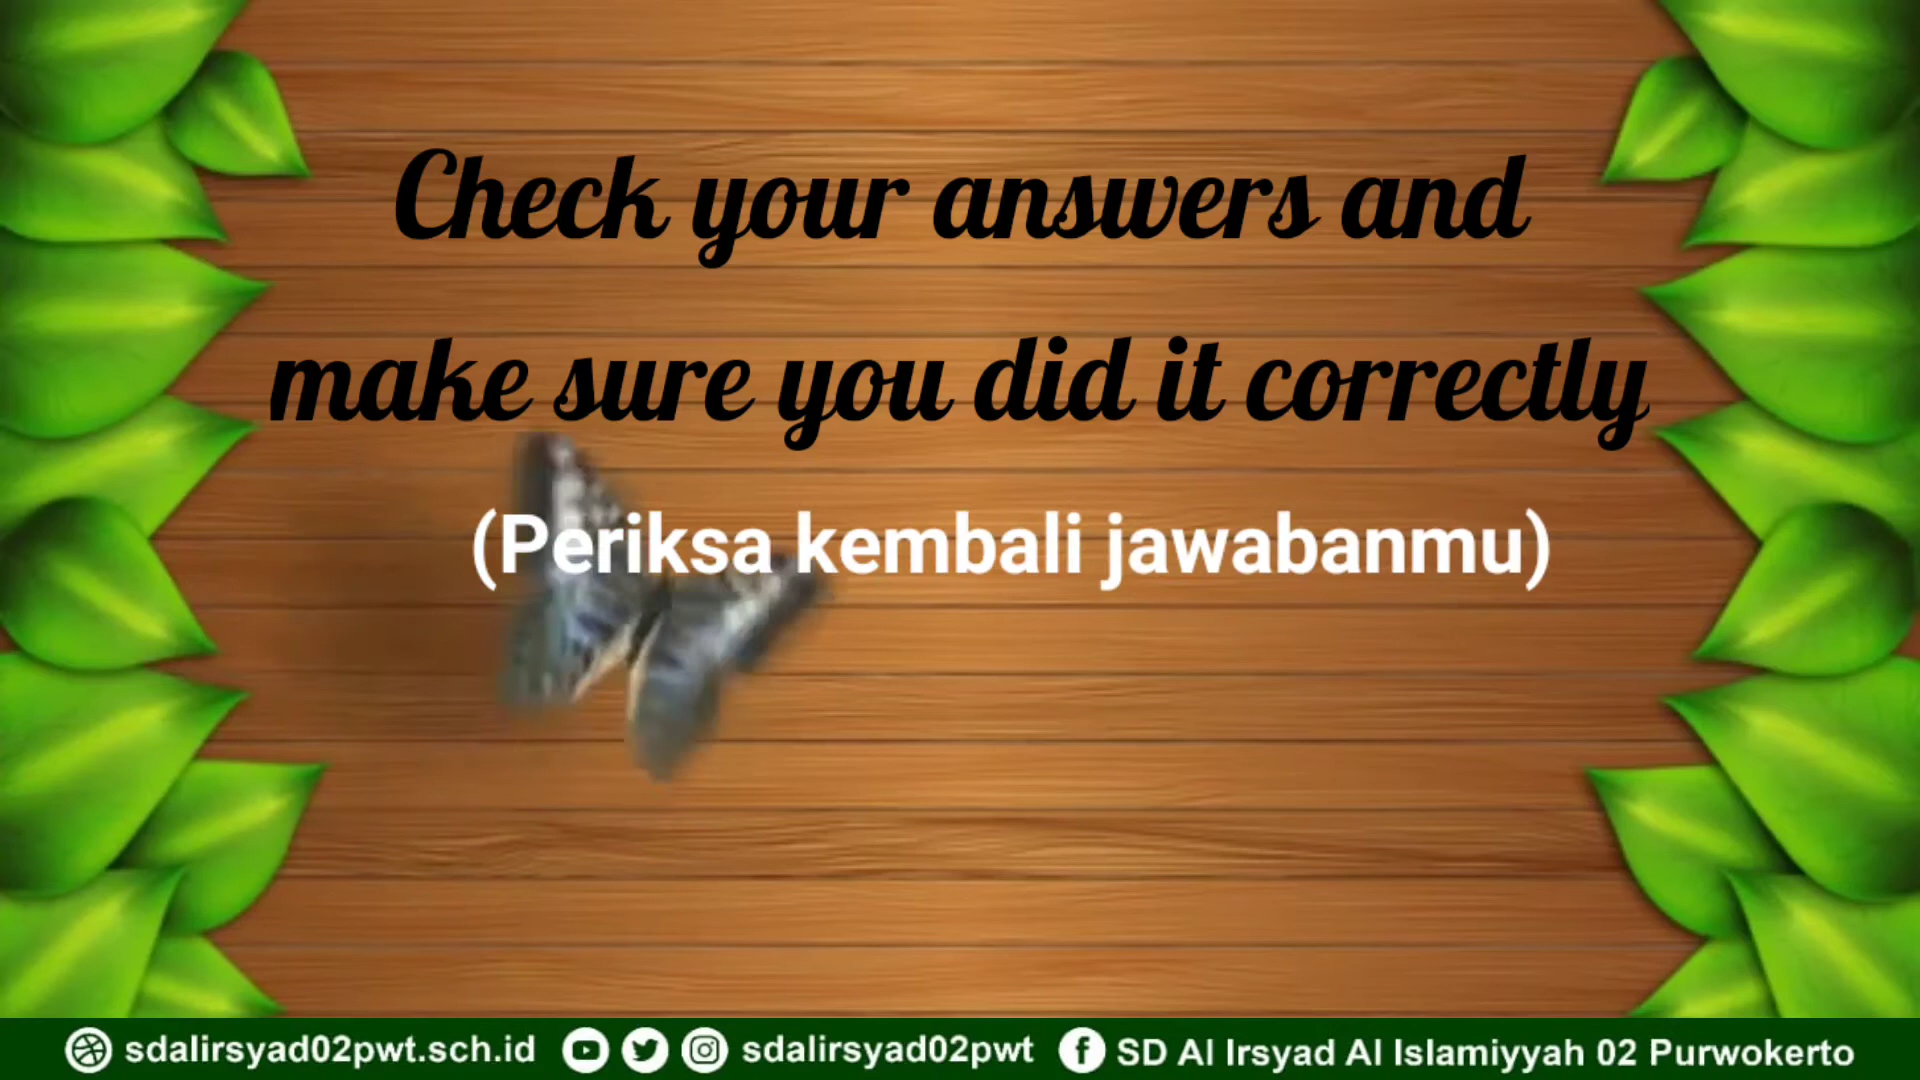 Check your answers and
make sure you did it correctly
(Periksa kembali jawabanmu)
sdalirsyad02pwt.sch.id sdalirsyad02pwt SD Al Irsyad Al Islamiyyah 02 Purwokerto